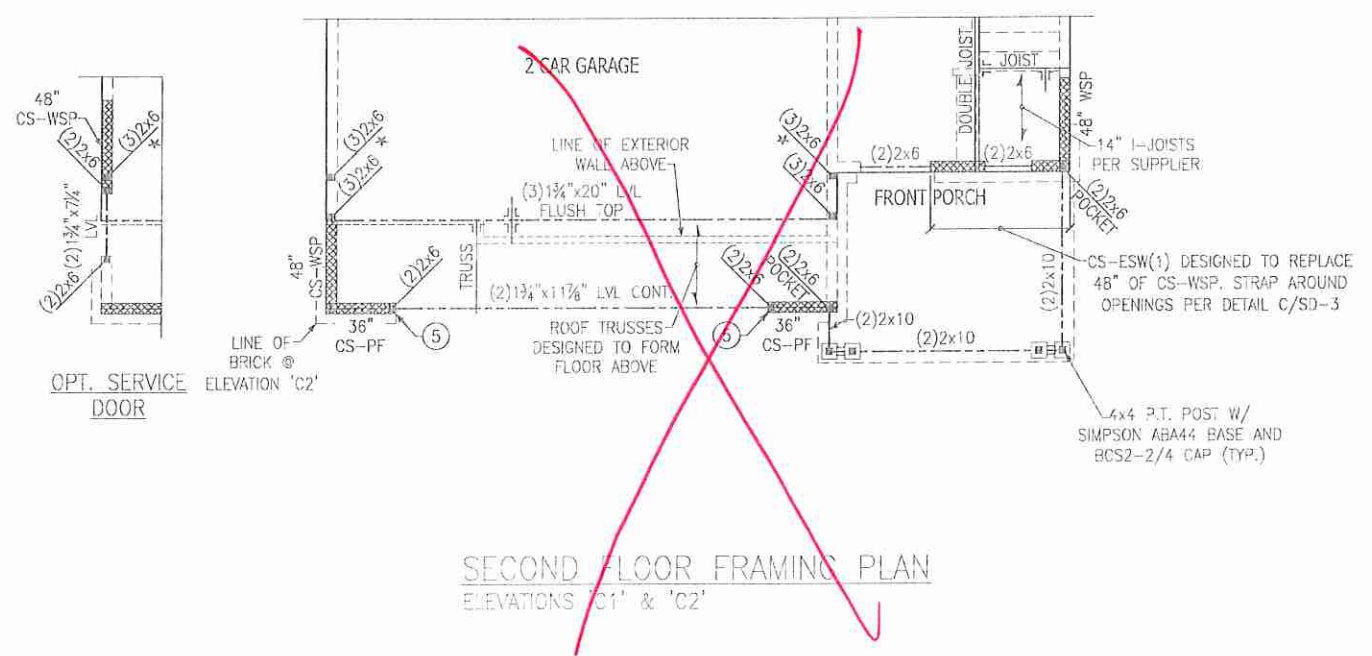 2 CAR GARAGE
48"
CS-WSP
(2)2x6
(3)2x6
*
(2)1¾"x7¼"
LVL
(2)2x6
OPT. SERVICE
DOOR
(3)2x6
*
(3)2x6
48"
CS-WSP
LINE OF
BRICK @
ELEVATION 'C2'
36"
CS-PF
(2)2x6
5
TRUSS
LINE OF EXTERIOR
WALL ABOVE
(3)1¾"x20" LVL
FLUSH TOP
(2)1¾"x11⅞" LVL CONT.
ROOF TRUSSES
DESIGNED TO FORM
FLOOR ABOVE
(3)2x6
*
(3)2x6
(2)2x6
(2)2x6
POCKET
5
36"
CS-PF
DOUBLE JOIST
JOIST
48" WSP
14" I-JOISTS
PER SUPPLIER
(2)2x6
(2)2x6
FRONT PORCH
(2)2x6
POCKET
CS-ESW(1) DESIGNED TO REPLACE
48" OF CS-WSP. STRAP AROUND
OPENINGS PER DETAIL C/SD-3
(2)2x10
(2)2x10
(2)2x10
4x4 P.T. POST W/
SIMPSON ABA44 BASE AND
BCS2-2/4 CAP (TYP.)
SECOND FLOOR FRAMING PLAN
ELEVATIONS 'C1' & 'C2'